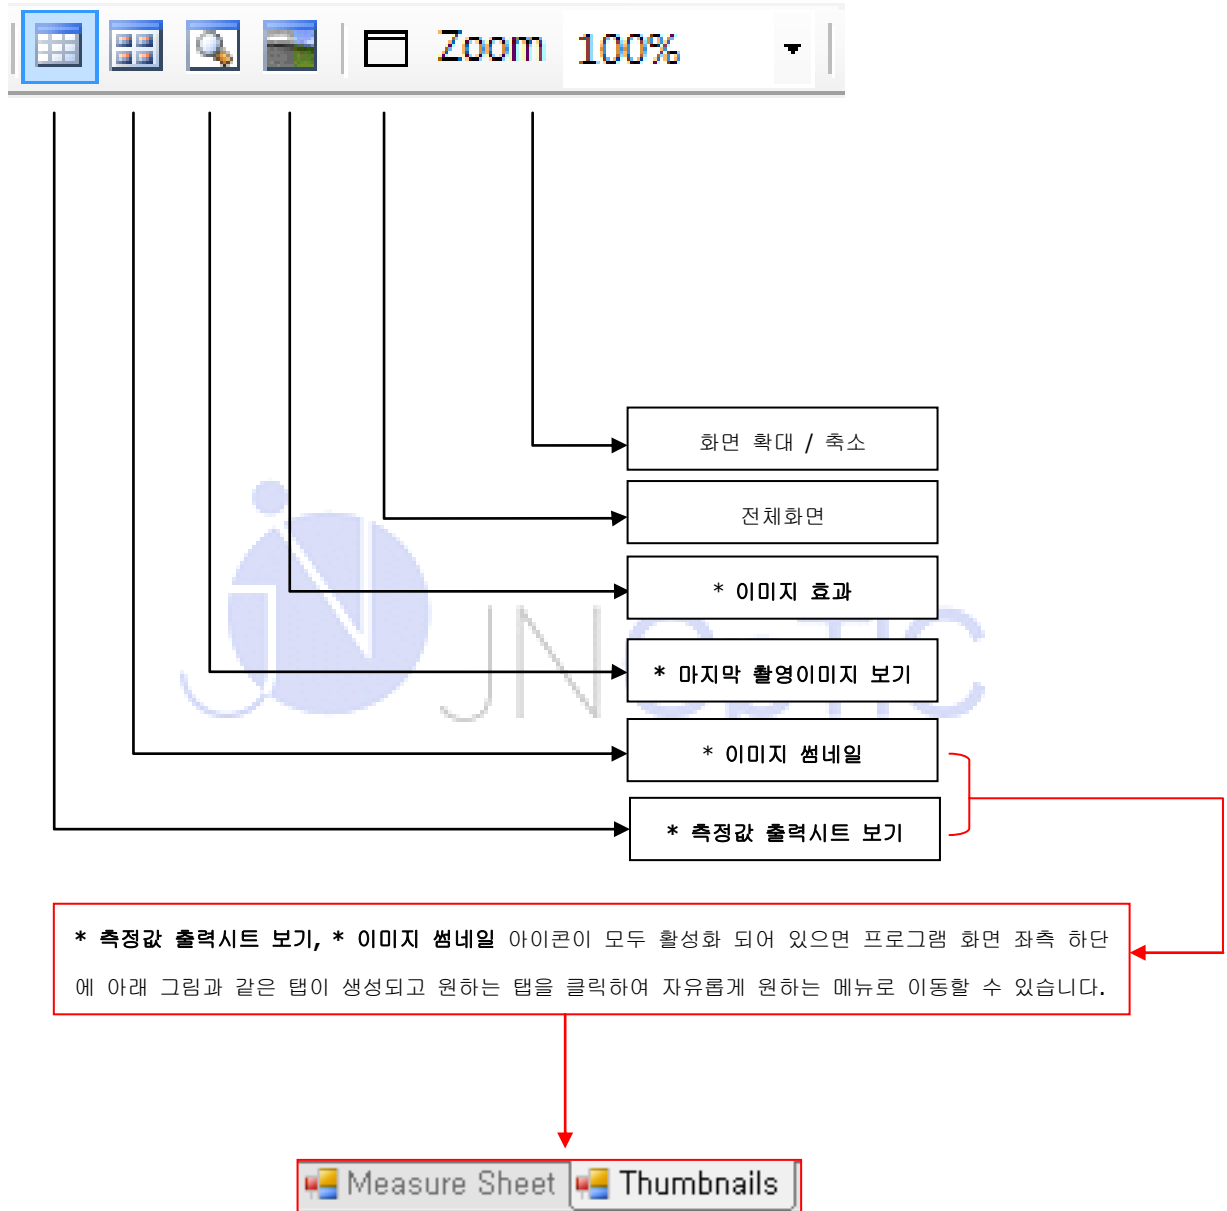 Zoom 100%
화면 확대 / 축소
전체화면
* 이미지 효과
* 마지막 촬영이미지 보기
* 이미지 썸네일
* 측정값 출력시트 보기
JNOpTIC
* 측정값 출력시트 보기, * 이미지 썸네일 아이콘이 모두 활성화 되어 있으면 프로그램 화면 좌측 하단
에 아래 그림과 같은 탭이 생성되고 원하는 탭을 클릭하여 자유롭게 원하는 메뉴로 이동할 수 있습니다.
Measure Sheet Thumbnails